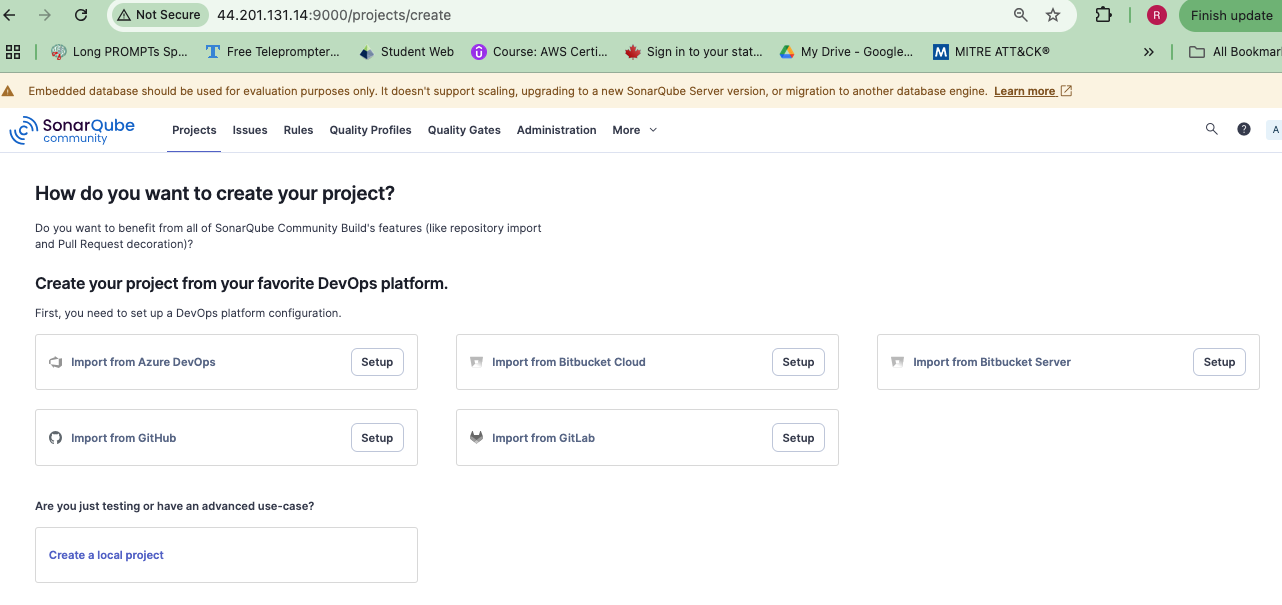 Not Secure 44.201.131.14:9000/projects/create R Finish update
Long PROMPTs Sp... Free Teleprompter... Student Web Course: AWS Certi... Sign in to your stat... My Drive - Google... MITRE ATT&CK® » All Bookmar
Embedded database should be used for evaluation purposes only. It doesn't support scaling, upgrading to a new SonarQube Server version, or migration to another database engine. Learn more
SonarQube community Projects Issues Rules Quality Profiles Quality Gates Administration More ? A
How do you want to create your project?
Do you want to benefit from all of SonarQube Community Build's features (like repository import
and Pull Request decoration)?
Create your project from your favorite DevOps platform.
First, you need to set up a DevOps platform configuration.
Import from Azure DevOps Setup Import from Bitbucket Cloud Setup Import from Bitbucket Server Setup
Import from GitHub Setup Import from GitLab Setup
Are you just testing or have an advanced use-case?
Create a local project